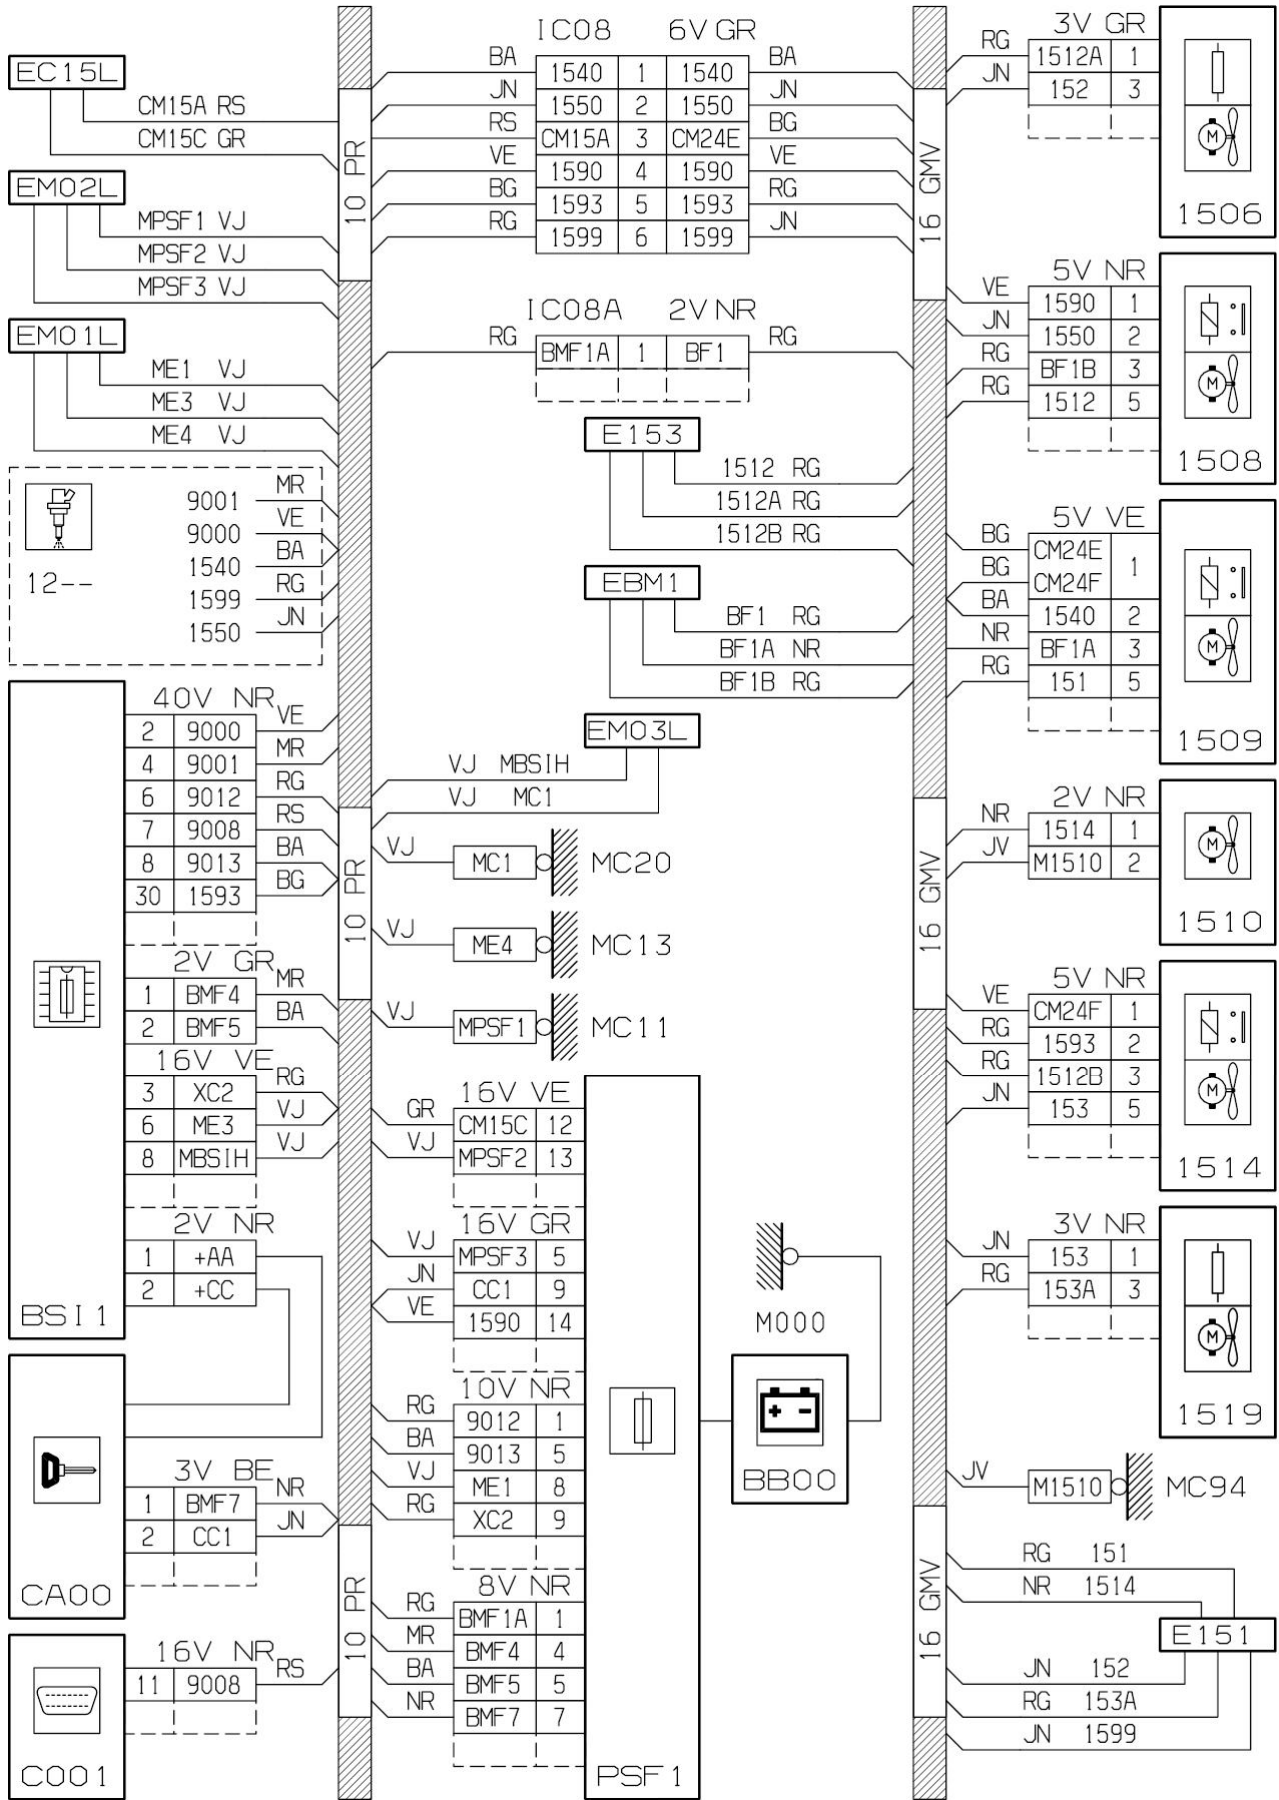 EC15L
CM15A RS
CM15C GR
EM02L
MPSF1 VJ
MPSF2 VJ
MPSF3 VJ
EM01L
ME1 VJ
ME3 VJ
ME4 VJ
12--
9001 MR
9000 VE
1540 BA
1599 RG
1550 JN
40V NR
2 9000 VE
4 9001 MR
6 9012 RG
7 9008 RS
8 9013 BA
30 1593 BG
2V GR
1 BMF4 MR
2 BMF5 BA
16V VE
3 XC2 RG
6 ME3 VJ
8 MBSIH VJ
2V NR
1 +AA
2 +CC
BSI1
3V BE
1 BMF7 NR
2 CC1 JN
CA00
16V NR
11 9008 RS
C001
10 PR
10 PR
10 PR
IC08 6V GR
BA 1540 1 1540 BA
JN 1550 2 1550 JN
RS CM15A 3 CM24E BG
VE 1590 4 1590 VE
BG 1593 5 1593 RG
RG 1599 6 1599 JN
IC08A 2V NR
RG BMF1A 1 BF1 RG
E153
1512 RG
1512A RG
1512B RG
EBM1
BF1 RG
BF1A NR
BF1B RG
EM03L
VJ MBSIH
VJ MC1
VJ MC1 MC20
VJ ME4 MC13
VJ MPSF1 MC11
16V VE
GR CM15C 12
VJ MPSF2 13
16V GR
VJ MPSF3 5
JN CC1 9
VE 1590 14
10V NR
RG 9012 1
BA 9013 5
VJ ME1 8
RG XC2 9
8V NR
RG BMF1A 1
MR BMF4 4
BA BMF5 5
NR BMF7 7
PSF1
M000
+ -
BB00
16 GMV
16 GMV
16 GMV
3V GR
RG 1512A 1
JN 152 3
M
1506
5V NR
VE 1590 1
JN 1550 2
RG BF1B 3
RG 1512 5
M
1508
5V VE
BG CM24E 1
BG CM24F
BA 1540 2
NR BF1A 3
RG 151 5
M
1509
2V NR
NR 1514 1
JV M1510 2
M
1510
5V NR
VE CM24F 1
RG 1593 2
RG 1512B 3
JN 153 5
M
1514
3V NR
JN 153 1
RG 153A 3
M
1519
JV M1510 MC94
RG 151
NR 1514
E151
JN 152
RG 153A
JN 1599